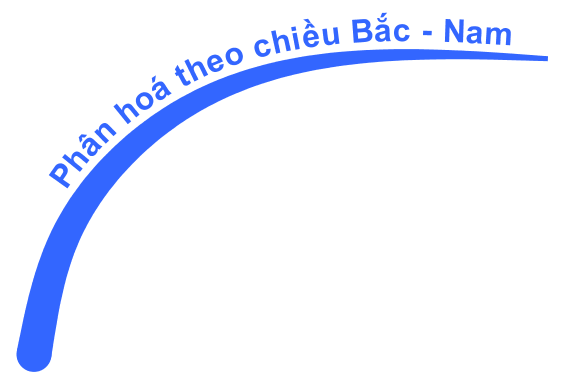 Phân hoá theo chiều Bắc - Nam